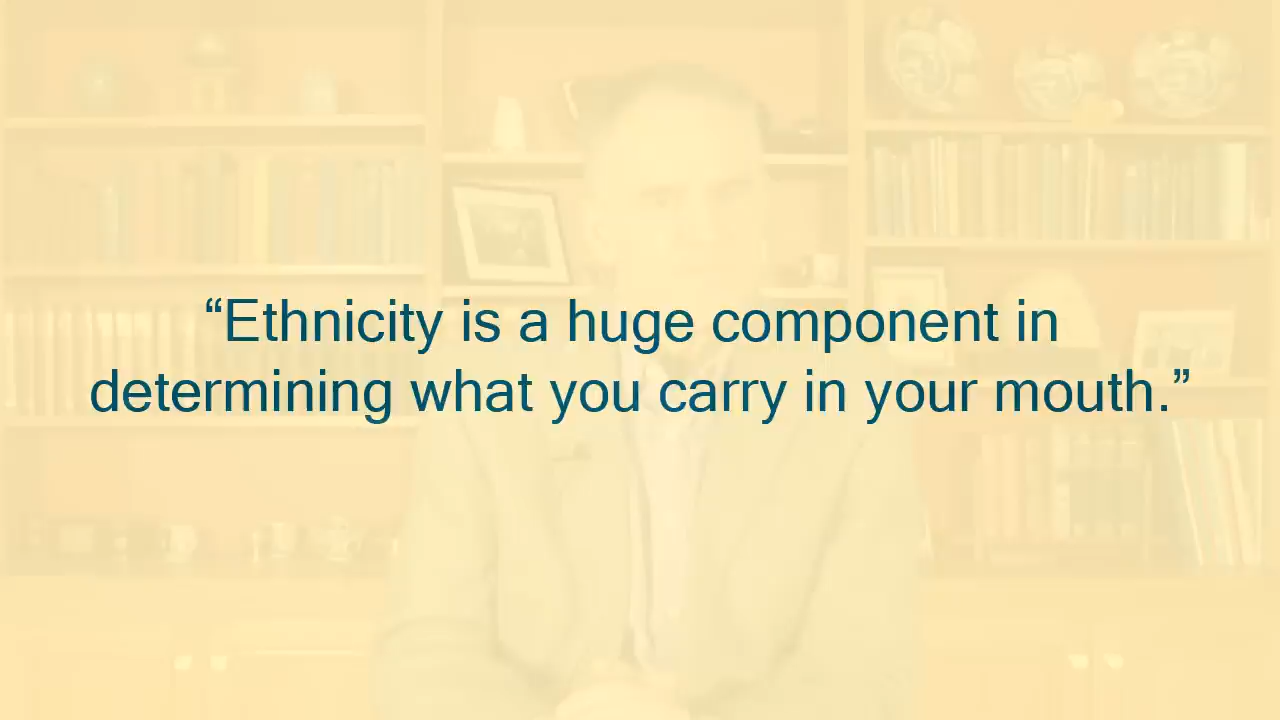 “Ethnicity is a huge component in
determining what you carry in your mouth.”